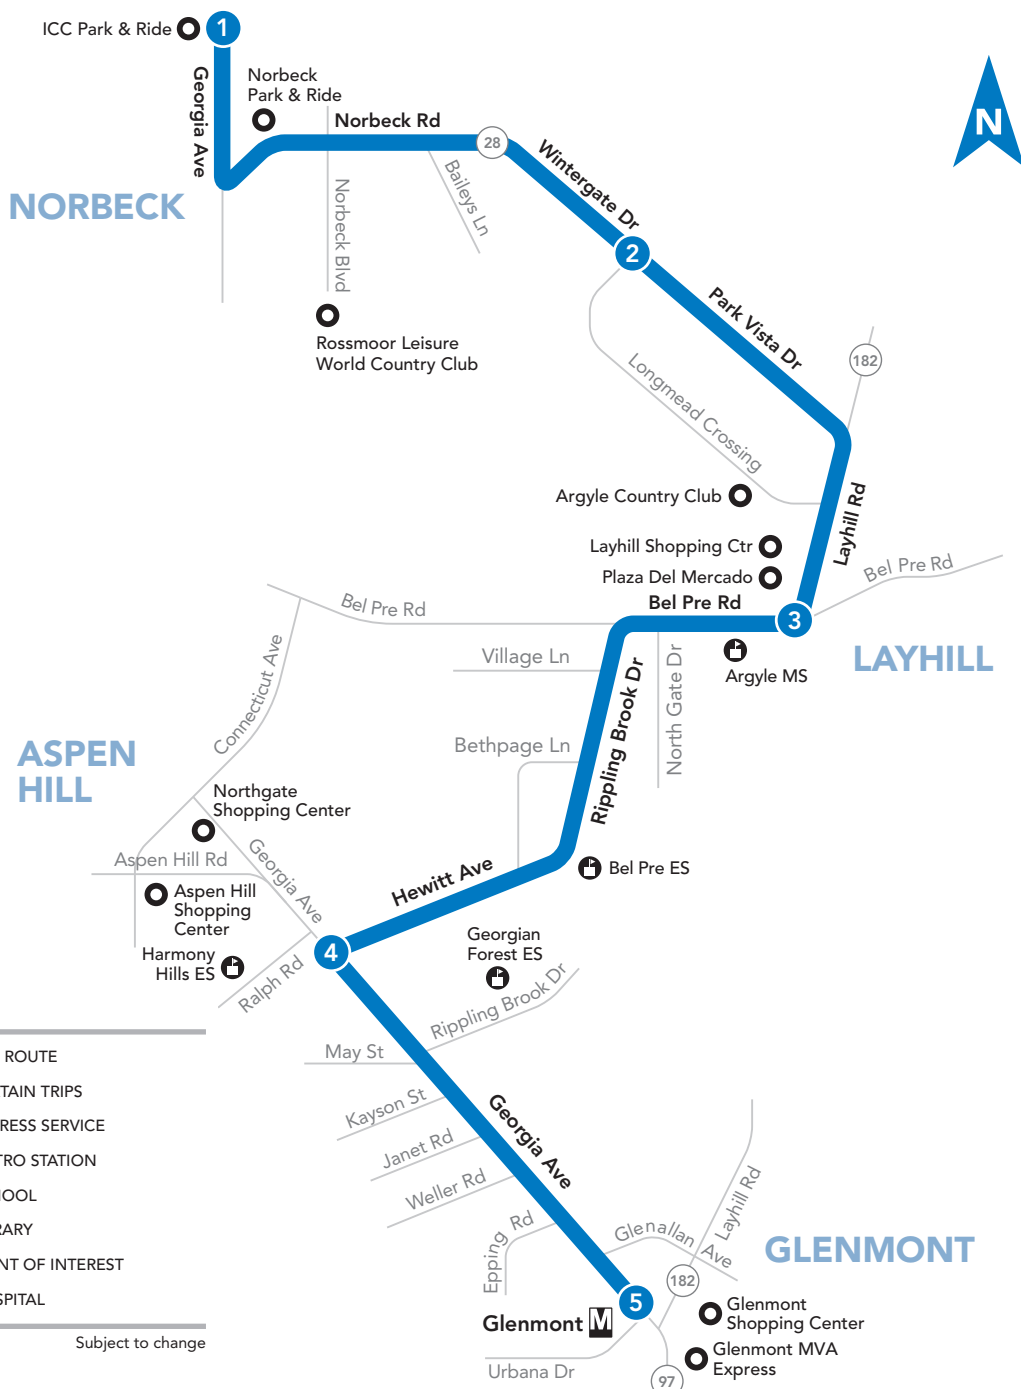 ICC Park & Ride
1
Georgia Ave
Norbeck
Park & Ride
Norbeck Rd
28
Wintergate Dr
N
NORBECK
Norbeck Blvd
Baileys Ln
2
Park Vista Dr
Rossmoor Leisure
World Country Club
182
Longmead Crossing
Argyle Country Club
Layhill Rd
Layhill Shopping Ctr
Plaza Del Mercado
Bel Pre Rd
Bel Pre Rd
Bel Pre Rd
3
LAYHILL
Village Ln
Argyle MS
North Gate Dr
Rippling Brook Dr
Connecticut Ave
Bethpage Ln
ASPEN
HILL
Northgate
Shopping Center
Aspen Hill Rd
Georgia Ave
Hewitt Ave
Bel Pre ES
Aspen Hill
Shopping
Center
4
Georgian
Forest ES
Harmony
Hills ES
Ralph Rd
Rippling Brook Dr
May St
ROUTE
TAIN TRIPS
RESS SERVICE
TRO STATION
OOL
RARY
NT OF INTEREST
SPITAL
Subject to change
Kayson St
Georgia Ave
Janet Rd
Weller Rd
Epping Rd
Glenallan Ave
Layhill Rd
GLENMONT
182
5
Glenmont M
Glenmont
Shopping Center
Glenmont MVA
Express
Urbana Dr
97